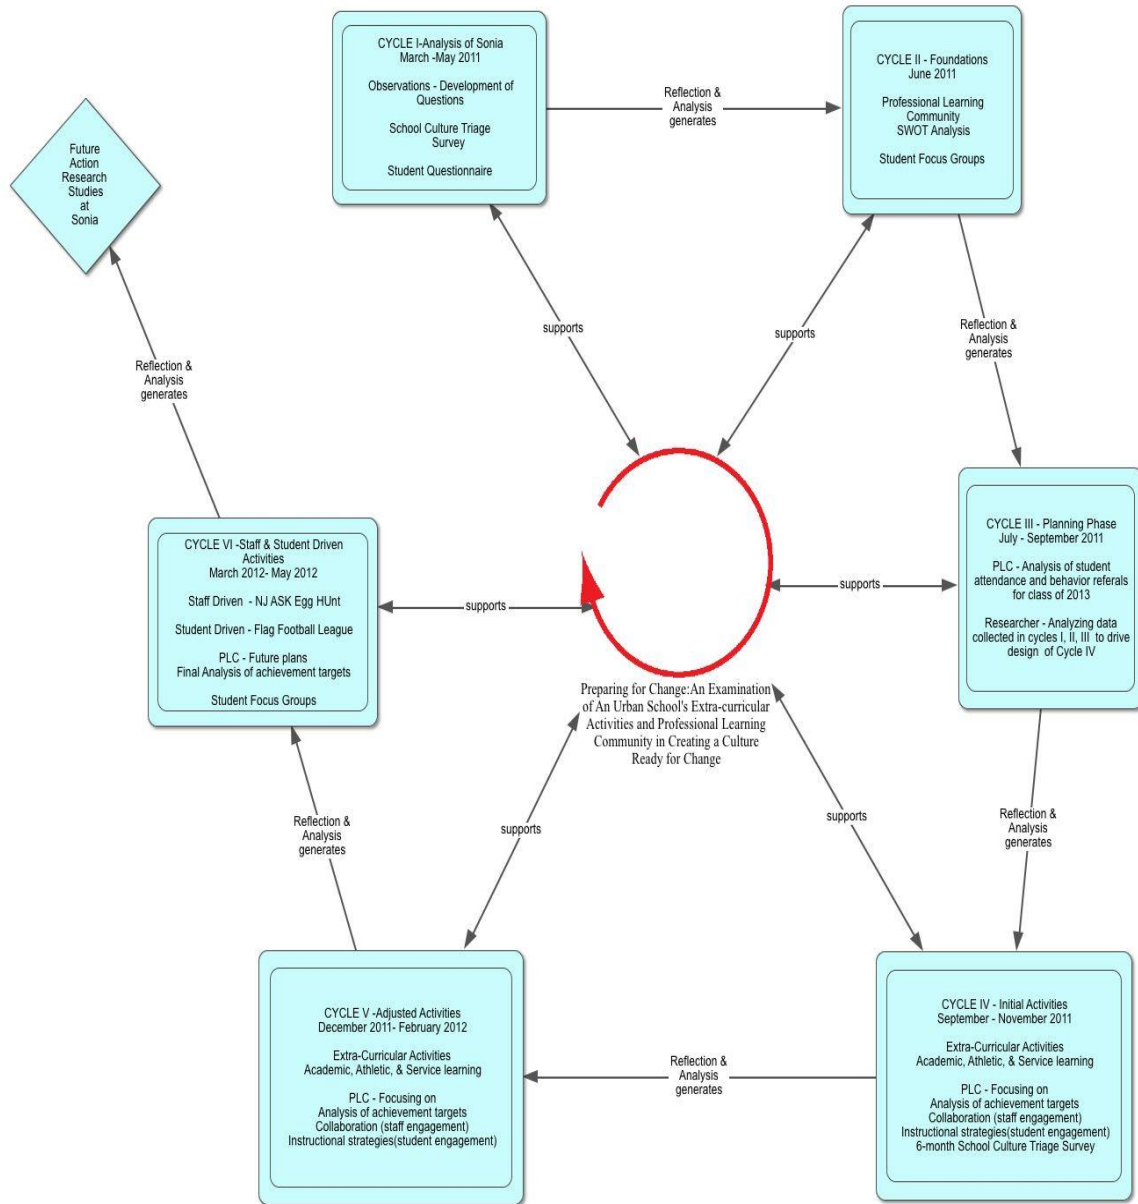 CYCLE I-Analysis of Sonia
March -May 2011
Observations - Development of
Questions
School Culture Triage
Survey
Student Questionnaire
Reflection &
Analysis
generates
CYCLE II - Foundations
June 2011
Professional Learning
Community
SWOT Analysis
Student Focus Groups
Future
Action
Research
Studies
at
Sonia
supports
supports
Reflection &
Analysis
generates
Reflection &
Analysis
generates
CYCLE III - Planning Phase
July - September 2011
PLC - Analysis of student
attendance and behavior referals
for class of 2013
Researcher - Analyzing data
collected in cycles I, II, III to drive
design of Cycle IV
supports
CYCLE VI -Staff & Student Driven
Activities
March 2012- May 2012
Staff Driven - NJ ASK Egg HUnt
Student Driven - Flag Football League
PLC - Future plans
Final Analysis of achievement targets
Student Focus Groups
supports
Preparing for Change:An Examination
of An Urban School's Extra-curricular
Activities and Professional Learning
Community in Creating a Culture
Ready for Change
Reflection &
Analysis
generates
supports
supports
Reflection &
Analysis
generates
CYCLE V -Adjusted Activities
December 2011- February 2012
Extra-Curricular Activities
Academic, Athletic, & Service learning
PLC - Focusing on
Analysis of achievement targets
Collaboration (staff engagement)
Instructional strategies(student engagement)
Reflection &
Analysis
generates
CYCLE IV - Initial Activities
September - November 2011
Extra-Curricular Activities
Academic, Athletic, & Service learning
PLC - Focusing on
Analysis of achievement targets
Collaboration (staff engagement)
Instructional strategies(student engagement)
6-month School Culture Triage Survey